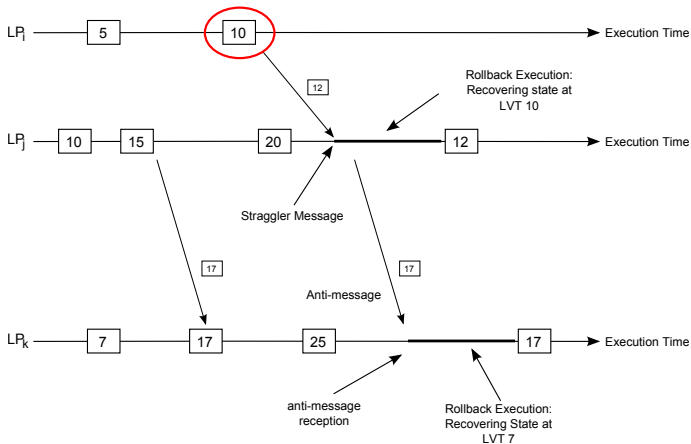 LPi 5 10 Execution Time
12
Rollback Execution:
Recovering state at
LVT 10
LPj 10 15 20 12 Execution Time
Straggler Message
17 17
Anti-message
LPk 7 17 25 17 Execution Time
anti-message
reception
Rollback Execution:
Recovering State at
LVT 7